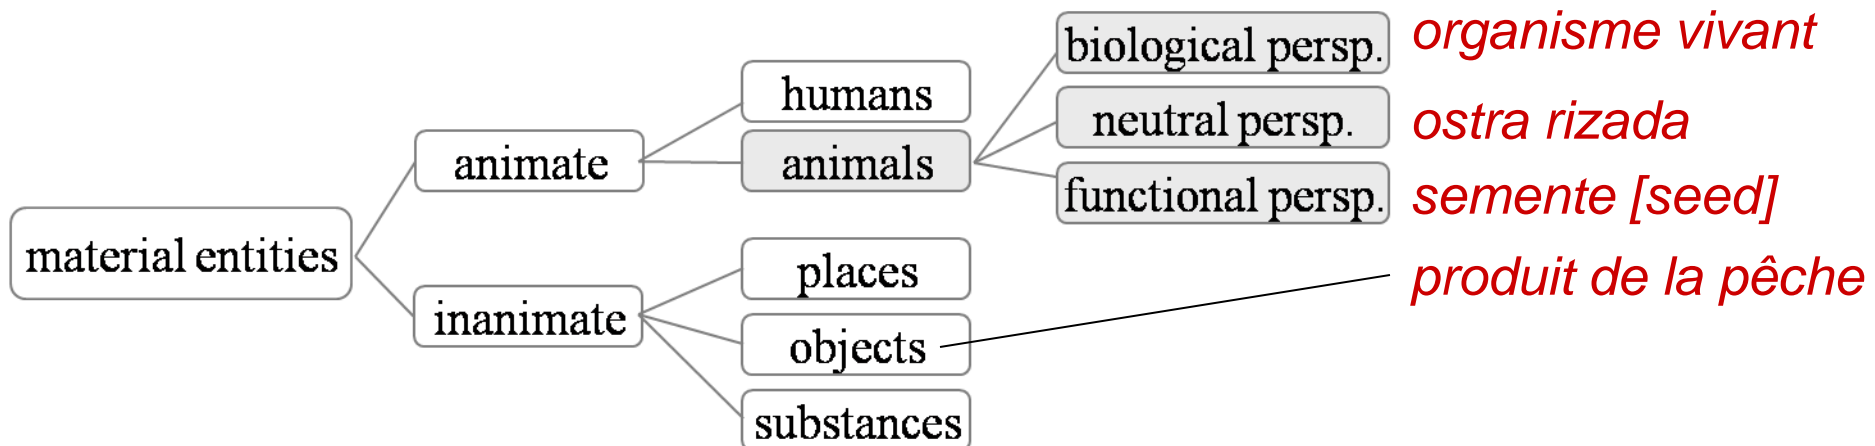 biological persp. organisme vivant
humans
neutral persp. ostra rizada
animate
animals
functional persp. semente [seed]
material entities
places
produit de la pêche
inanimate
objects
substances